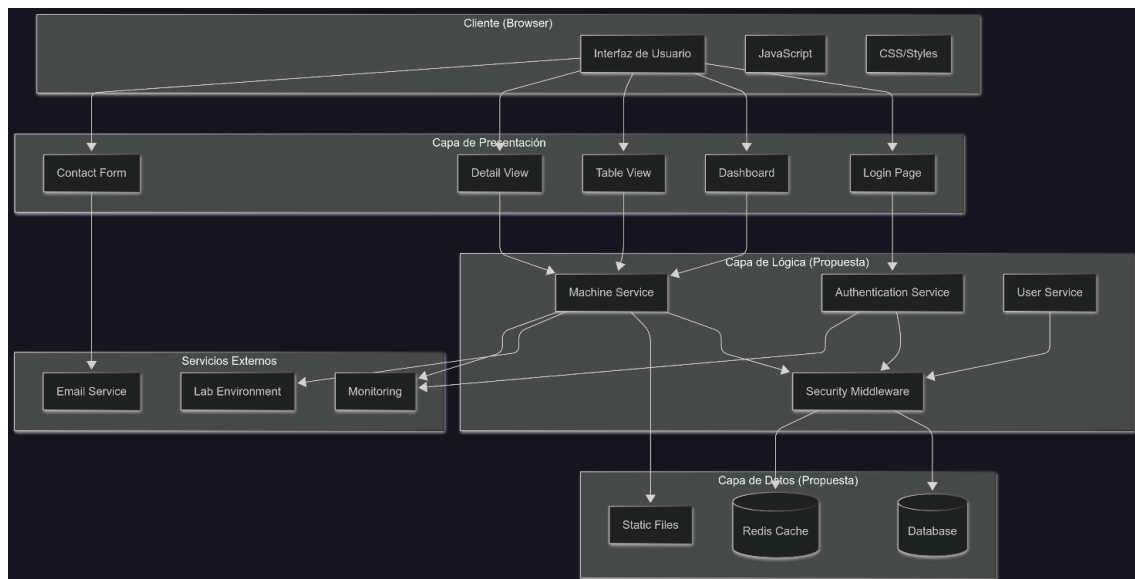 Cliente (Browser)
Interfaz de Usuario
JavaScript
CSS/Styles
Capa de Presentación
Contact Form
Detail View
Table View
Dashboard
Login Page
Capa de Lógica (Propuesta)
Machine Service
Authentication Service
User Service
Servicios Externos
Email Service
Lab Environment
Monitoring
Security Middleware
Capa de Datos (Propuesta)
Static Files
Redis Cache
Database